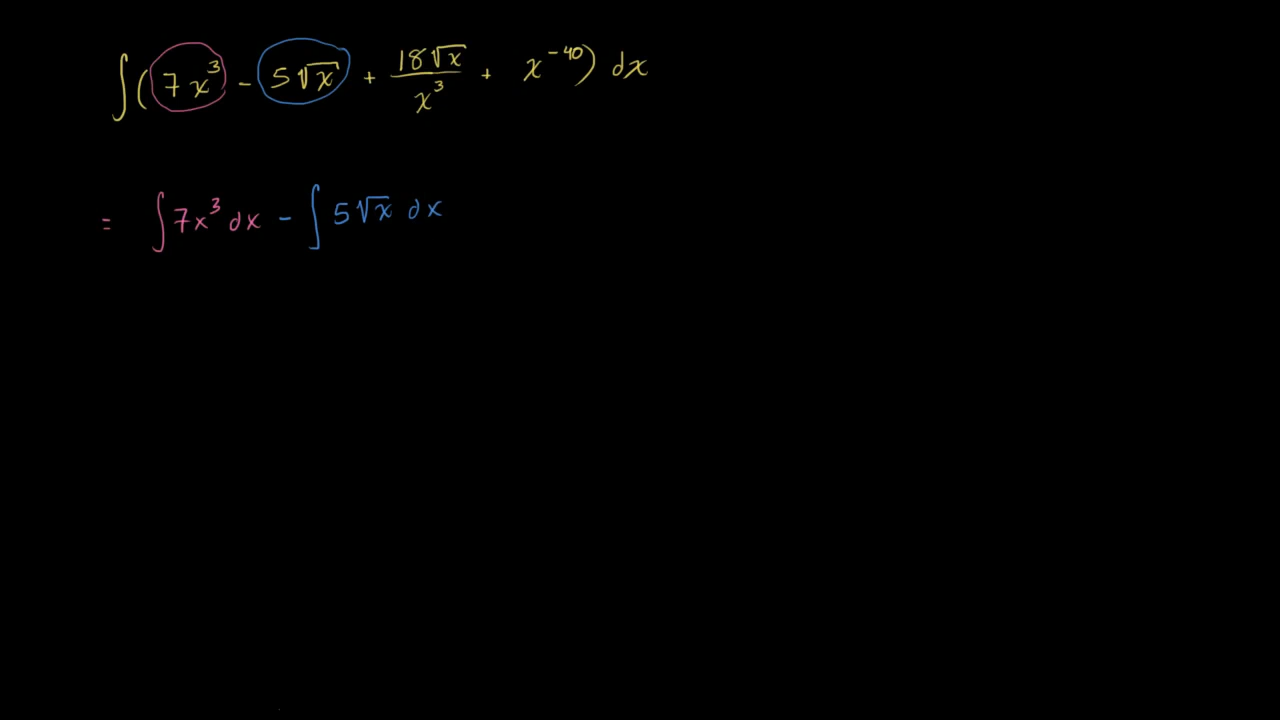 ∫(7x³ - 5√x + 18√x/x³ + x⁻⁴⁰) dx
= ∫7x³ dx - ∫5√x dx